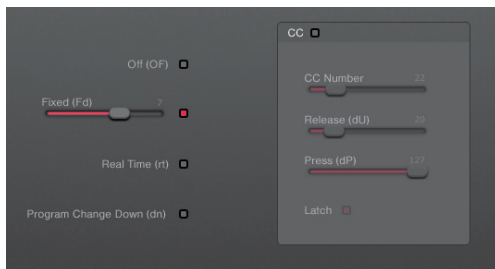 CC
Off (OF)
CC Number 22
Fixed (Fd) 7
Release (dU) 20
Real Time (rt)
Press (dP) 127
Program Change Down (dn)
Latch